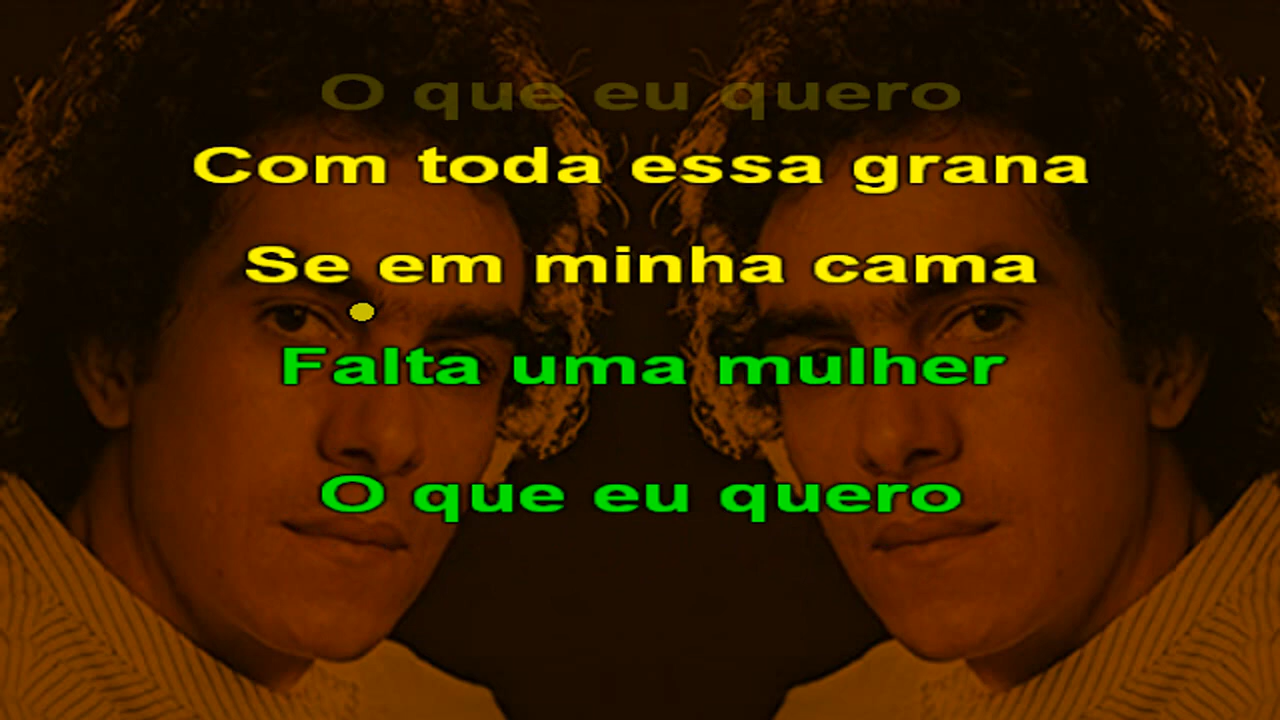 O que eu quero
Com toda essa grana
Se em minha cama
Falta uma mulher
O que eu quero